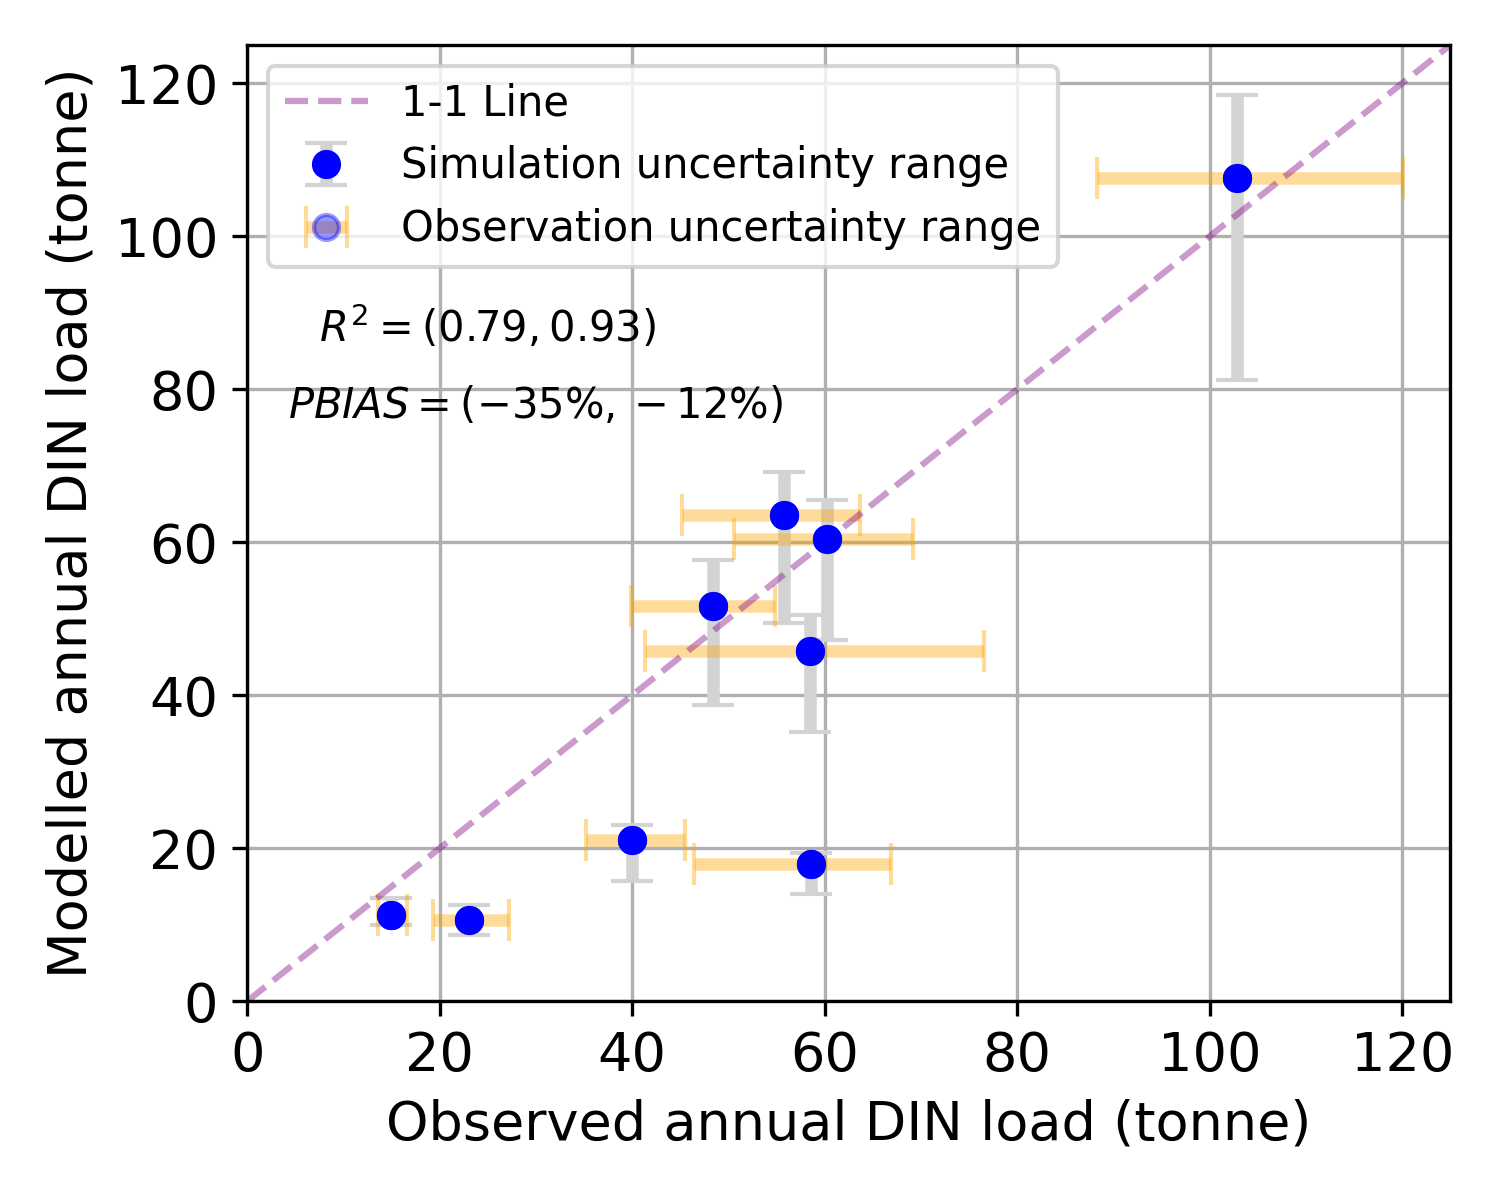 1-1 Line
Simulation uncertainty range
Observation uncertainty range
R² = (0.79, 0.93)
PBIAS = (−35%, −12%)
Modelled annual DIN load (tonne)
120
100
80
60
40
20
0
0 20 40 60 80 100 120
Observed annual DIN load (tonne)